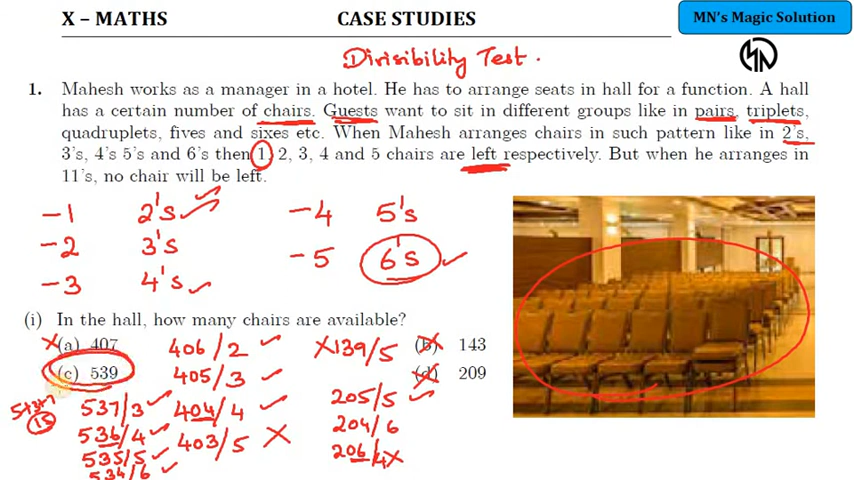 X – MATHS
CASE STUDIES
MN's Magic Solution
Divisibility Test.
1. Mahesh works as a manager in a hotel. He has to arrange seats in hall for a function. A hall
has a certain number of chairs. Guests want to sit in different groups like in pairs, triplets,
quadruplets, fives and sixes etc. When Mahesh arranges chairs in such pattern like in 2's,
3's, 4's 5's and 6's then 1, 2, 3, 4 and 5 chairs are left respectively. But when he arranges in
11's, no chair will be left.
-1 2's
-2 3's
-3 4's
-4 5's
-5 6's
(i) In the hall, how many chairs are available?
(a) 407
(b) 143
(c) 539
(d) 209
406/2
405/3
404/4
403/5
139/5
205/5
204/6
206/4
5+3+7
15
537/3
536/4
535/5
534/6